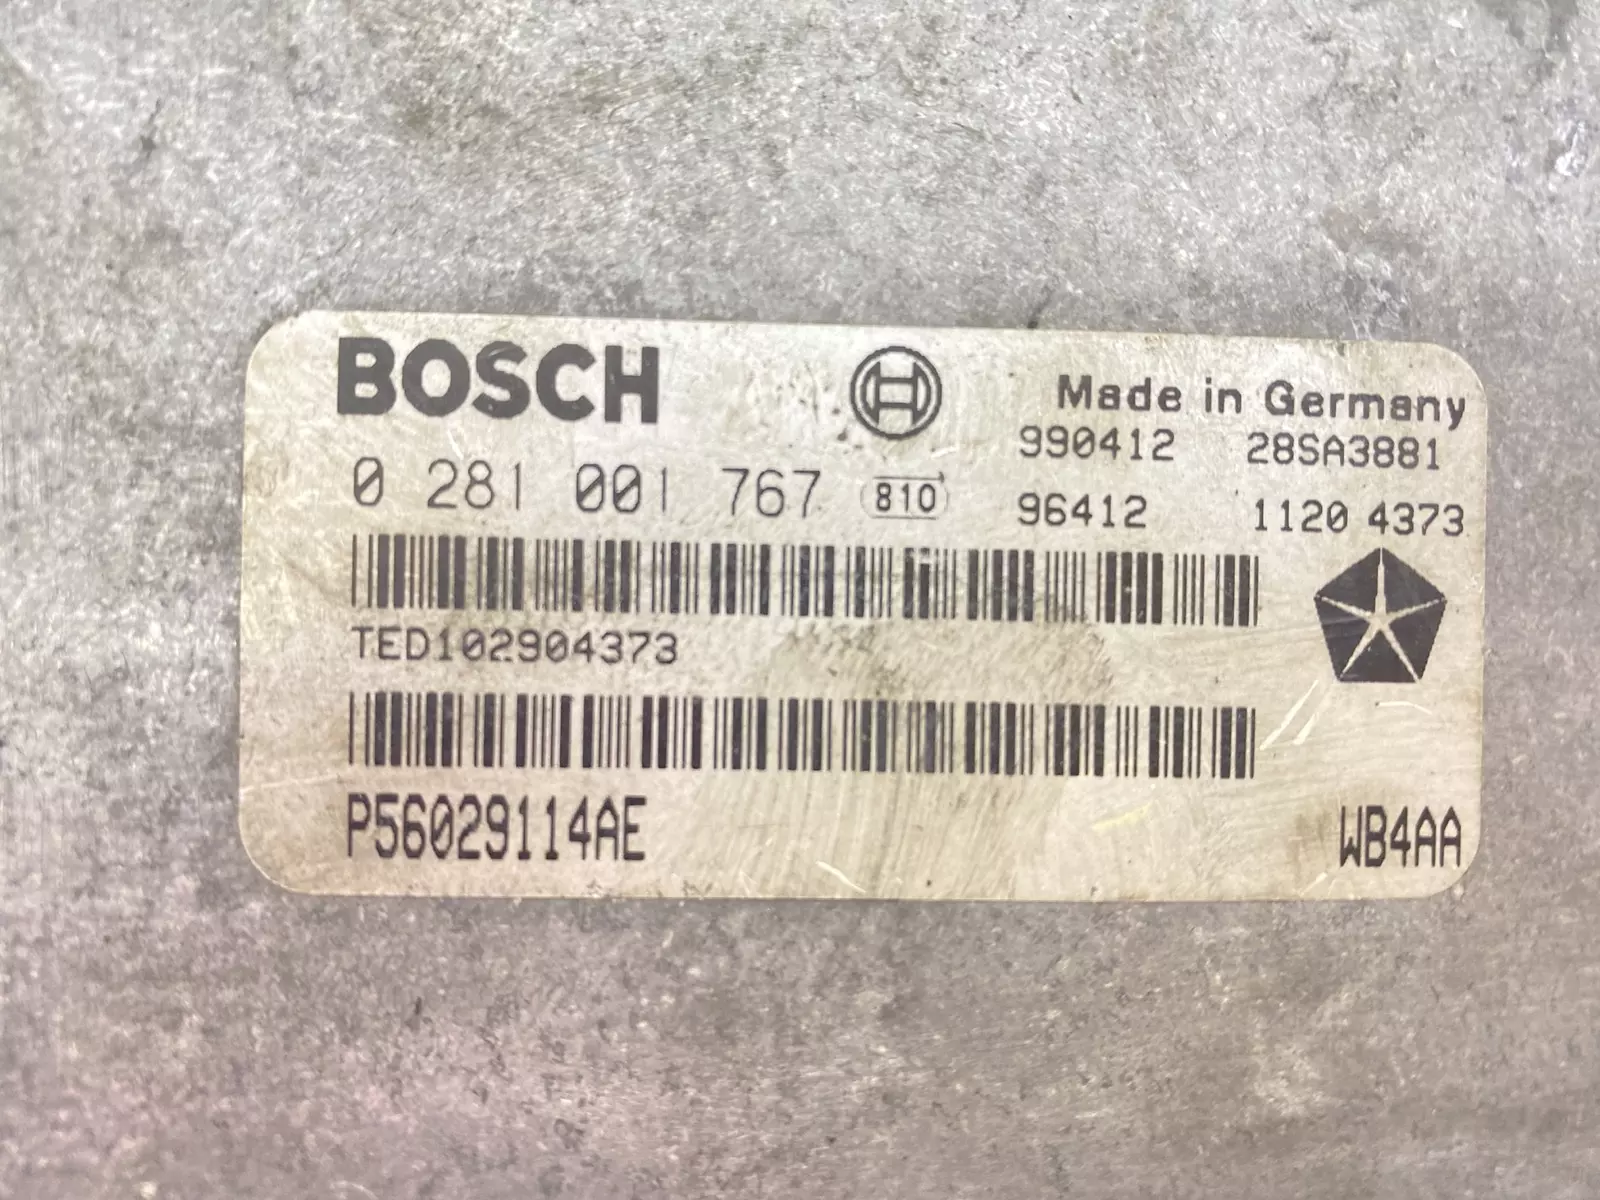 BOSCH
Made in Germany
990412 28SA3881
0 281 001 767 810 96412 1120 4373
TED102904373
P56029114AE WB4AA